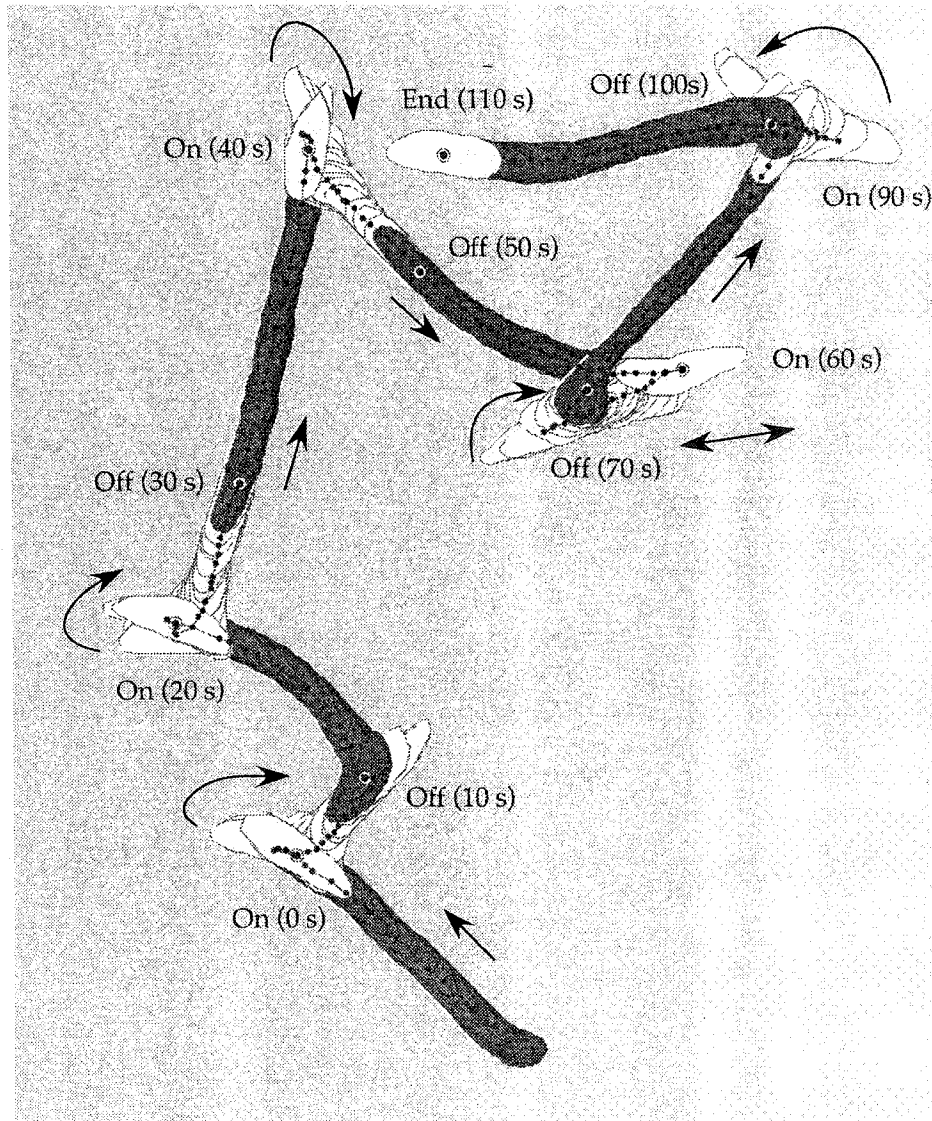 Off (100s)
End (110 s)
On (40 s)
On (90 s)
Off (50 s)
On (60 s)
Off (70 s)
Off (30 s)
On (20 s)
Off (10 s)
On (0 s)